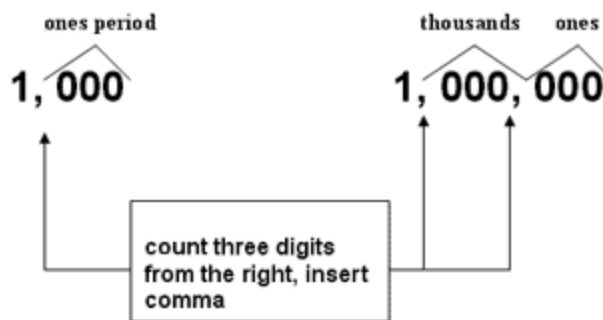 ones period
thousands ones
1, 000
1, 000, 000
count three digits
from the right, insert
comma